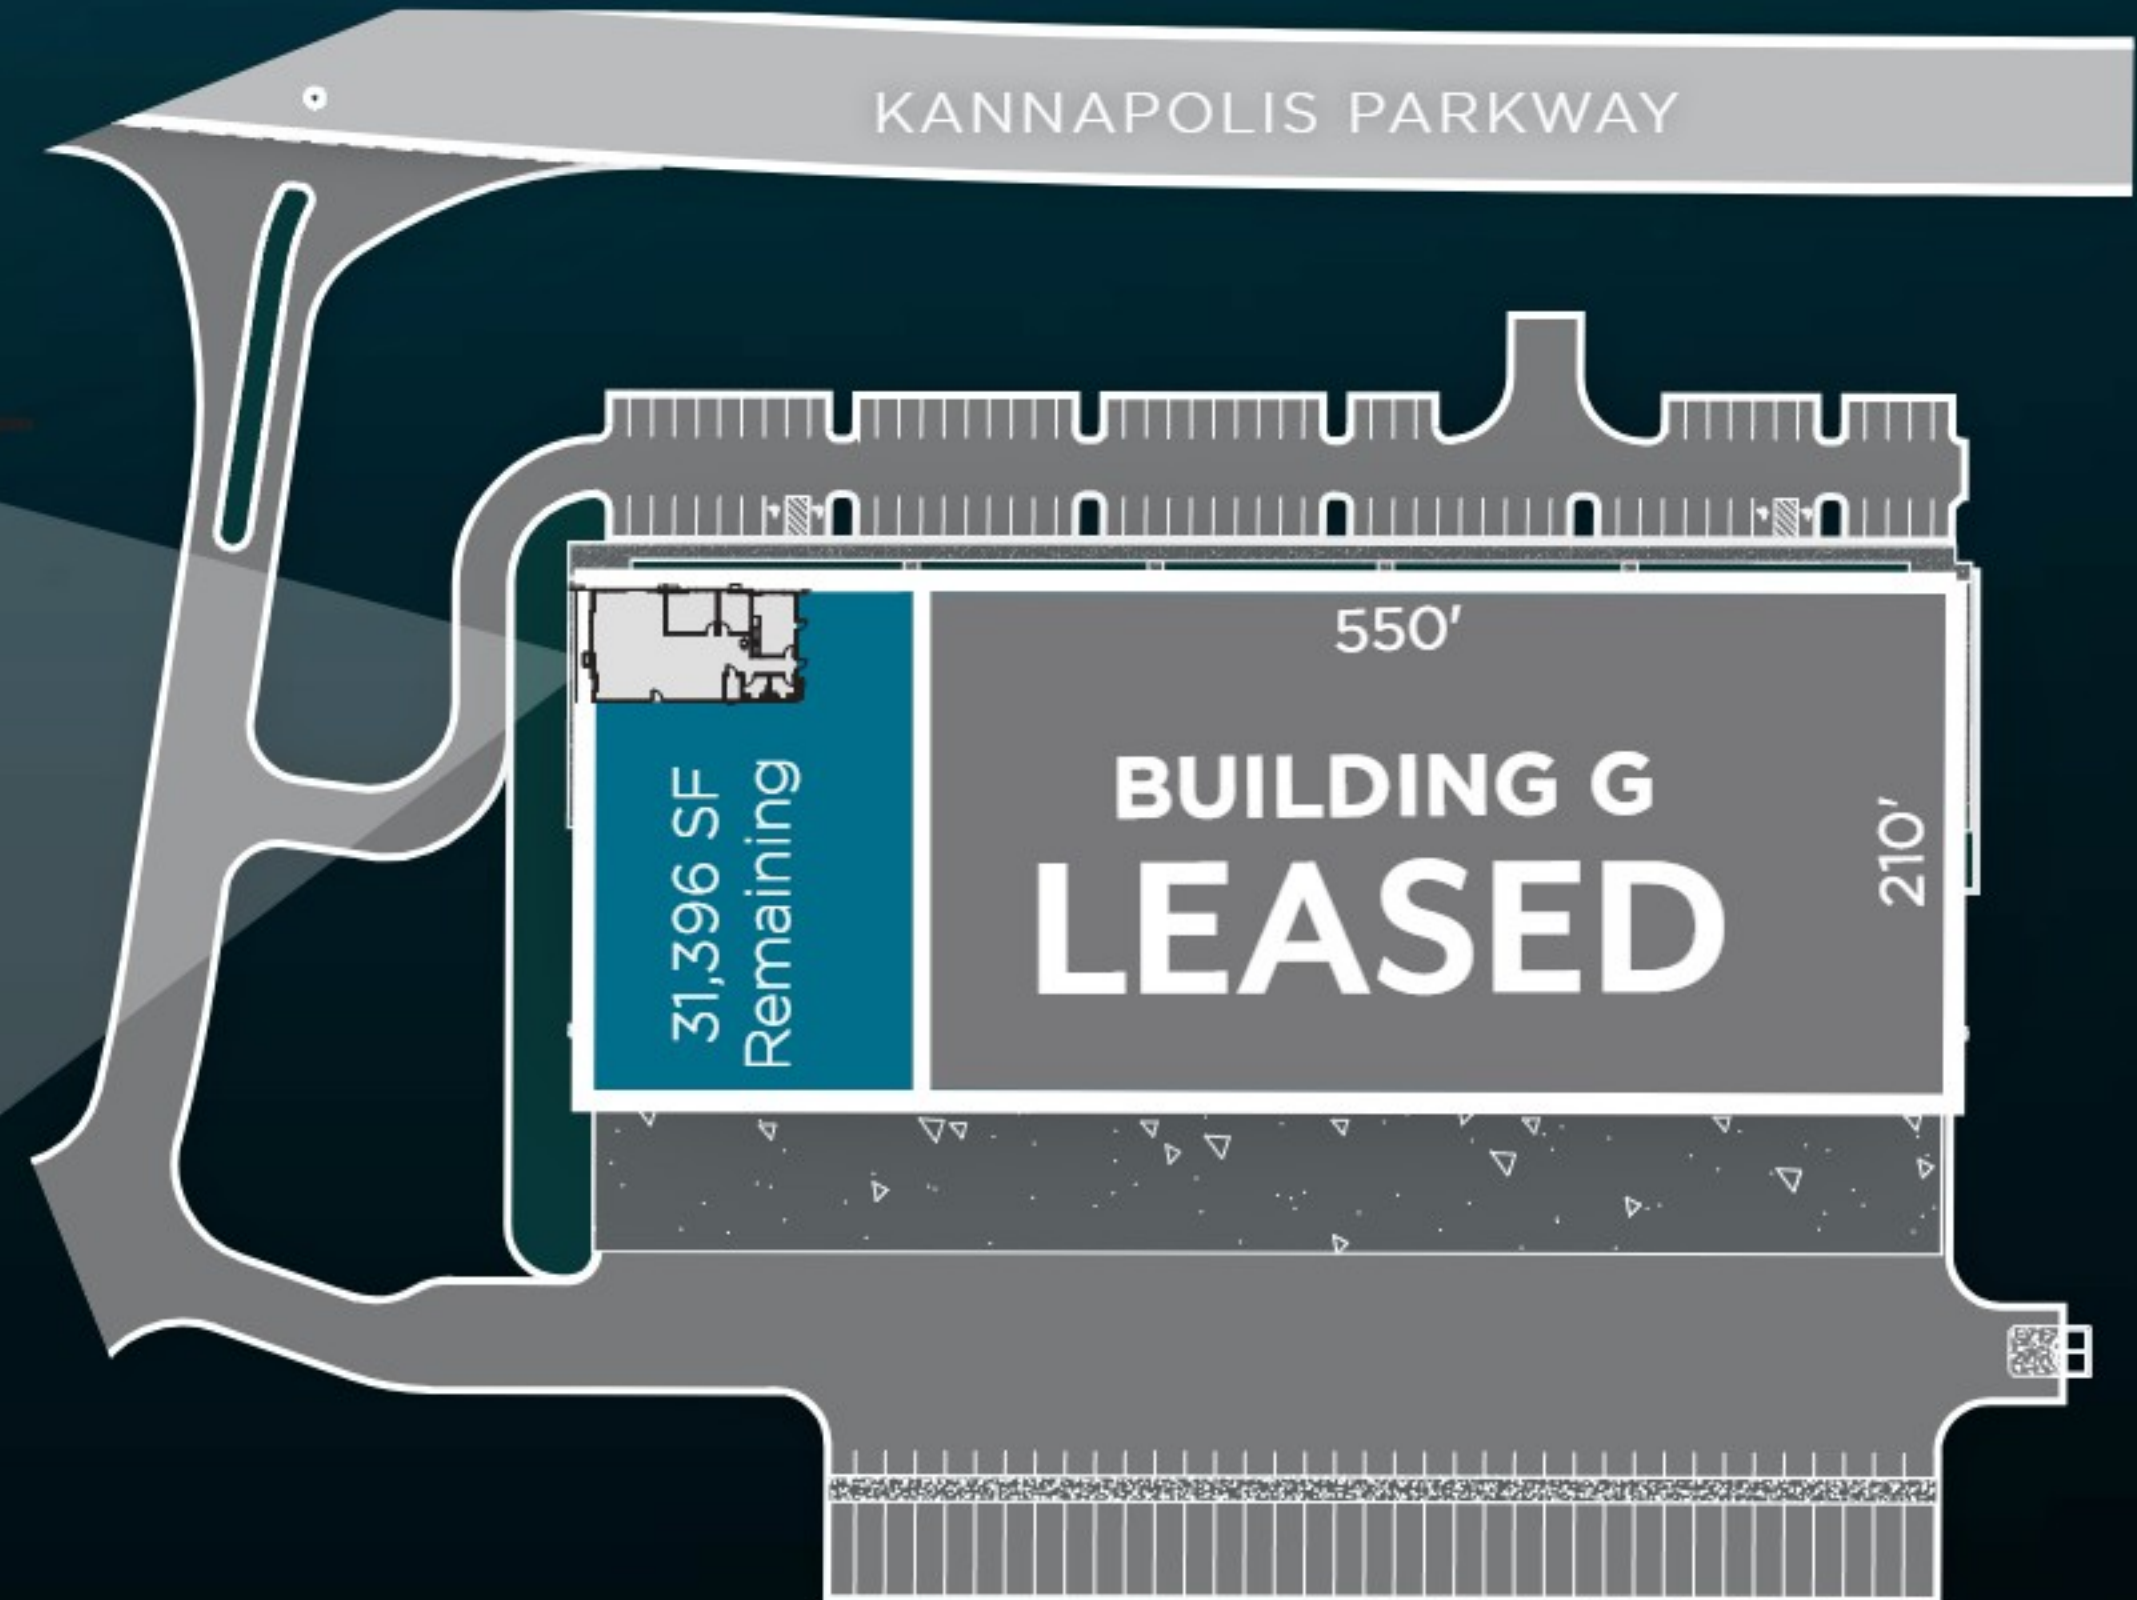 KANNAPOLIS PARKWAY
550′
BUILDING G
LEASED
210′
31,396 SF
Remaining